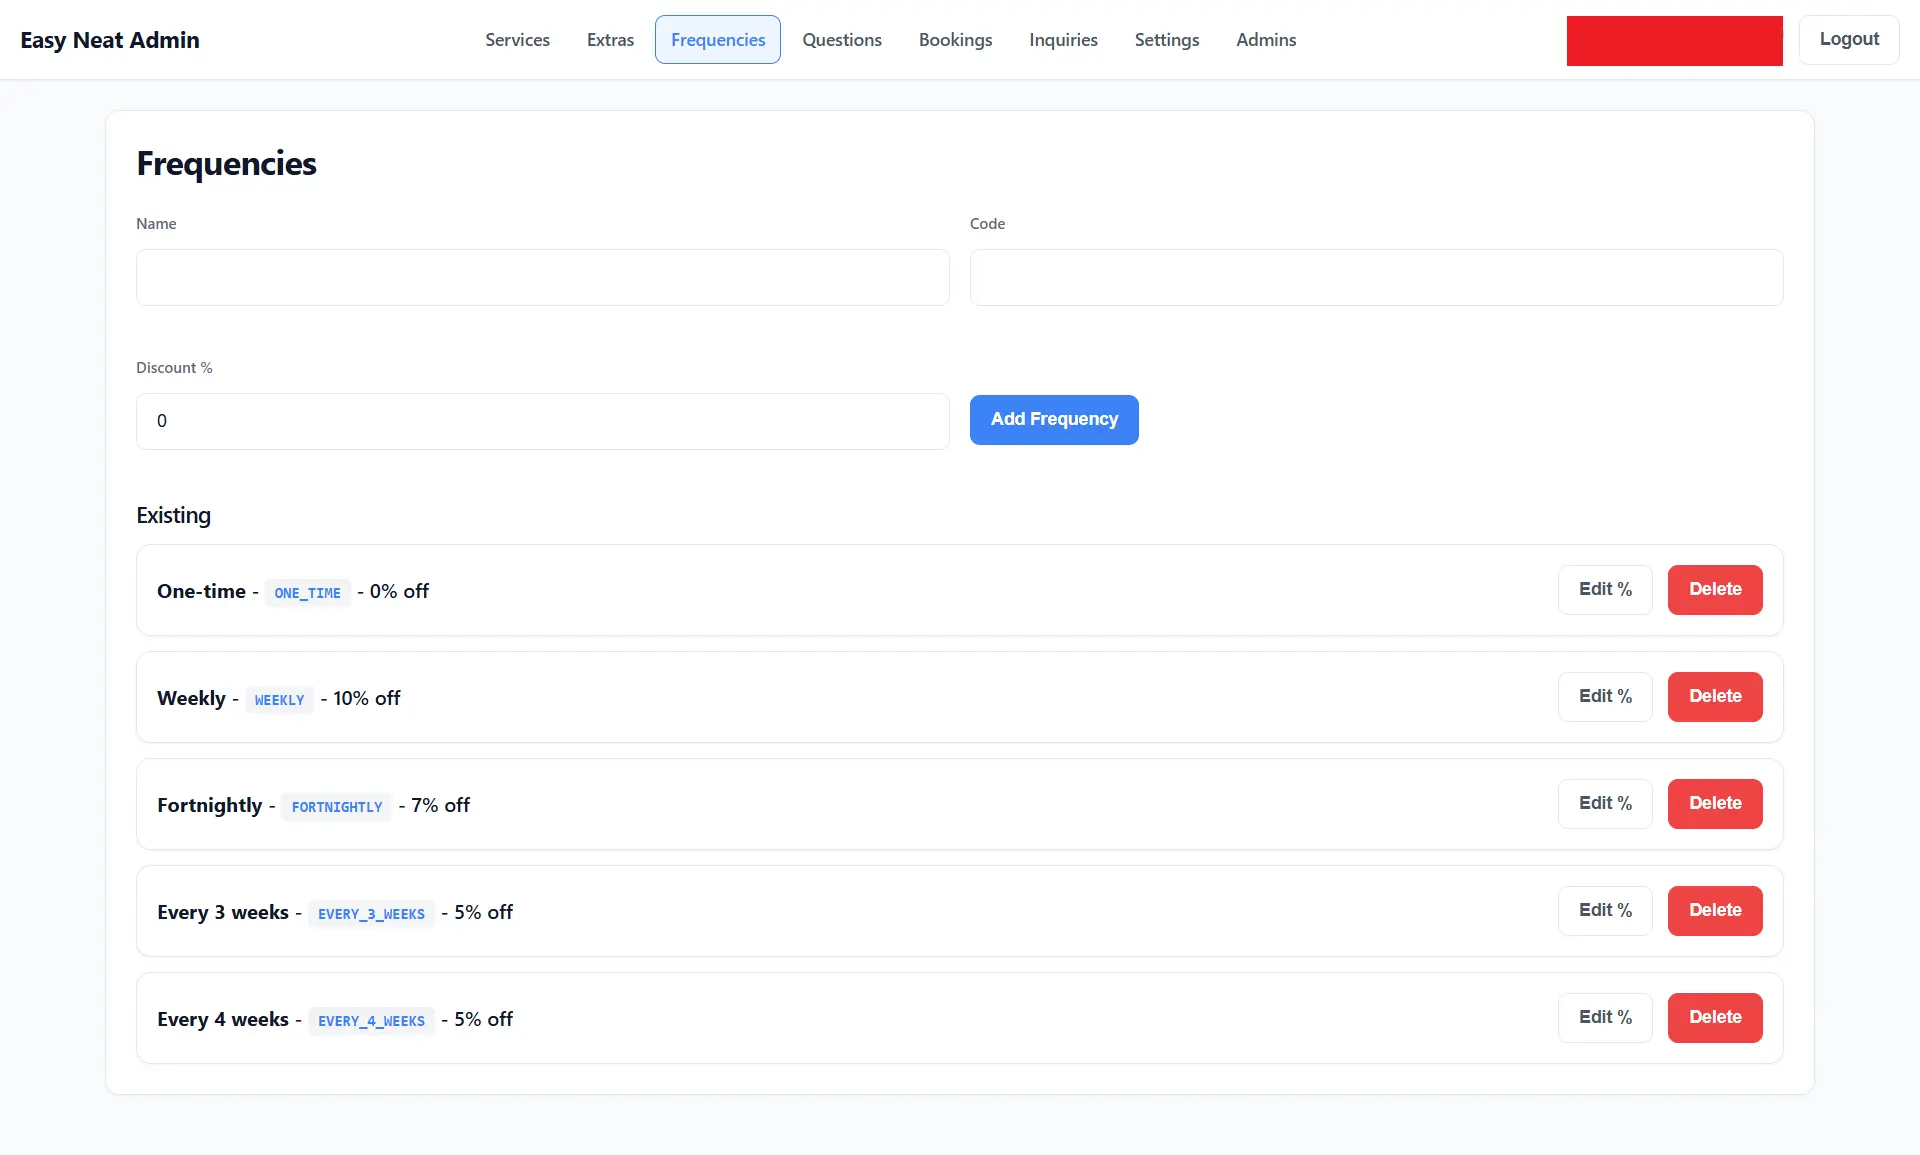 Easy Neat Admin Services Extras Frequencies Questions Bookings Inquiries Settings Admins Logout
Frequencies
Name Code
Discount %
0 Add Frequency
Existing
One-time - ONE_TIME - 0% off Edit % Delete
Weekly - WEEKLY - 10% off Edit % Delete
Fortnightly - FORTNIGHTLY - 7% off Edit % Delete
Every 3 weeks - EVERY_3_WEEKS - 5% off Edit % Delete
Every 4 weeks - EVERY_4_WEEKS - 5% off Edit % Delete